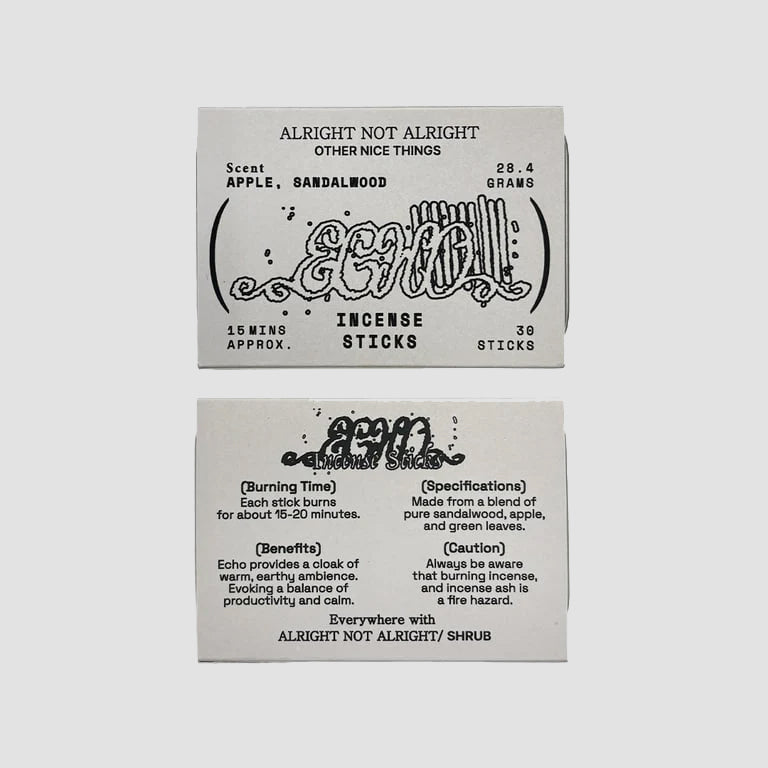 ALRIGHT NOT ALRIGHT
OTHER NICE THINGS
Scent
APPLE, SANDALWOOD
28.4
GRAMS
ECHO
INCENSE
STICKS
15 MINS
APPROX.
30
STICKS
ECHO
Incense Sticks
(Burning Time)
Each stick burns
for about 15-20 minutes.
(Specifications)
Made from a blend of
pure sandalwood, apple,
and green leaves.
(Benefits)
Echo provides a cloak of
warm, earthy ambience.
Evoking a balance of
productivity and calm.
(Caution)
Always be aware
that burning incense,
and incense ash is
a fire hazard.
Everywhere with
ALRIGHT NOT ALRIGHT/ SHRUB